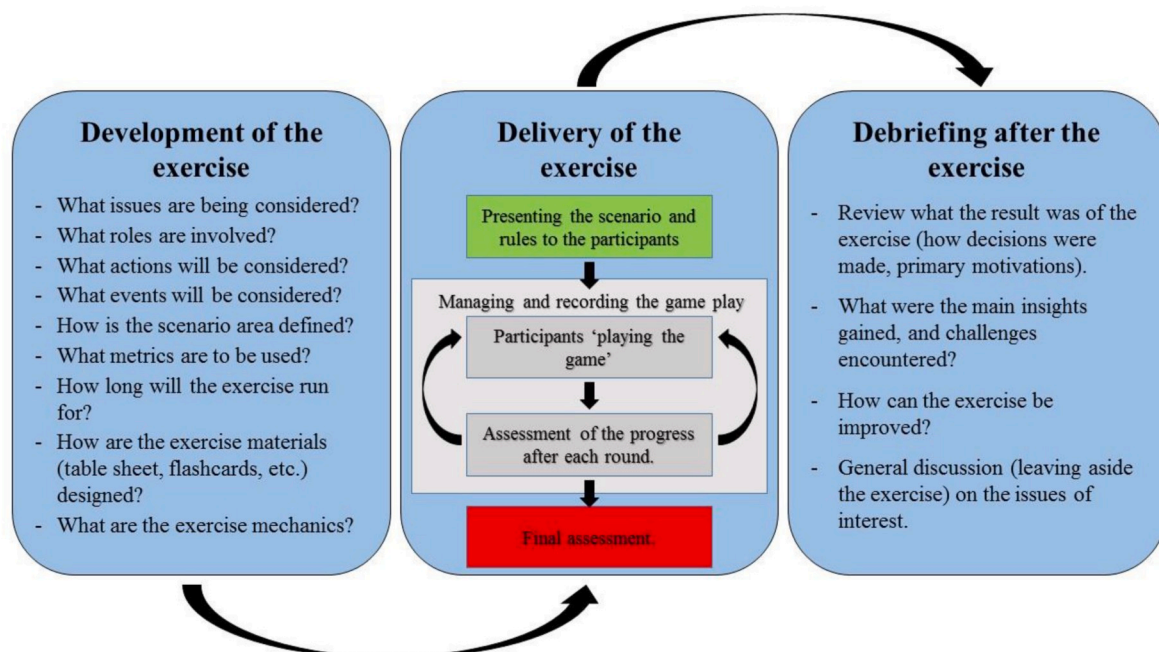 Development of the
exercise
- What issues are being considered?
- What roles are involved?
- What actions will be considered?
- What events will be considered?
- How is the scenario area defined?
- What metrics are to be used?
- How long will the exercise run
for?
- How are the exercise materials
(table sheet, flashcards, etc.)
designed?
- What are the exercise mechanics?
Delivery of the
exercise
Presenting the scenario and
rules to the participants
Managing and recording the game play
Participants ‘playing the
game’
Assessment of the progress
after each round.
Final assessment.
Debriefing after the
exercise
- Review what the result was of the
exercise (how decisions were
made, primary motivations).
- What were the main insights
gained, and challenges
encountered?
- How can the exercise be
improved?
- General discussion (leaving aside
the exercise) on the issues of
interest.